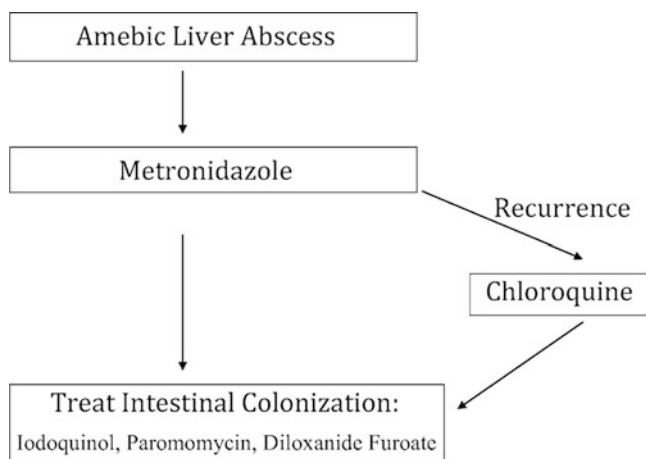 Amebic Liver Abscess
Metronidazole
Recurrence
Chloroquine
Treat Intestinal Colonization:
Iodoquinol, Paromomycin, Diloxanide Furoate